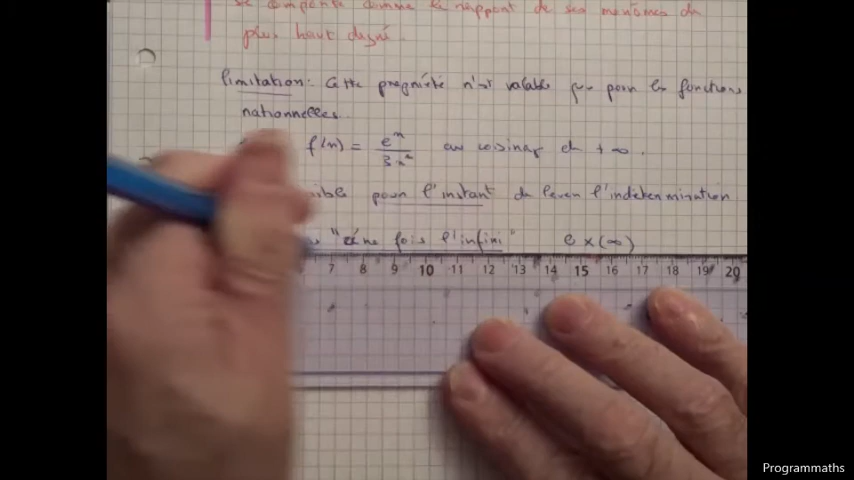 se comporte comme le rapport de ses monômes du
plus haut degré.
limitation: Cette propriété n'est valable que pour les fonctions
rationnelles.
f(x) = e^x / 3x² au voisinage de +∞.
pour l'instant de lever l'indétermination
"zéro fois l'infini" 0 × (∞)
7 8 9 10 11 12 13 14 15 16 17 18 19 20
Programmaths